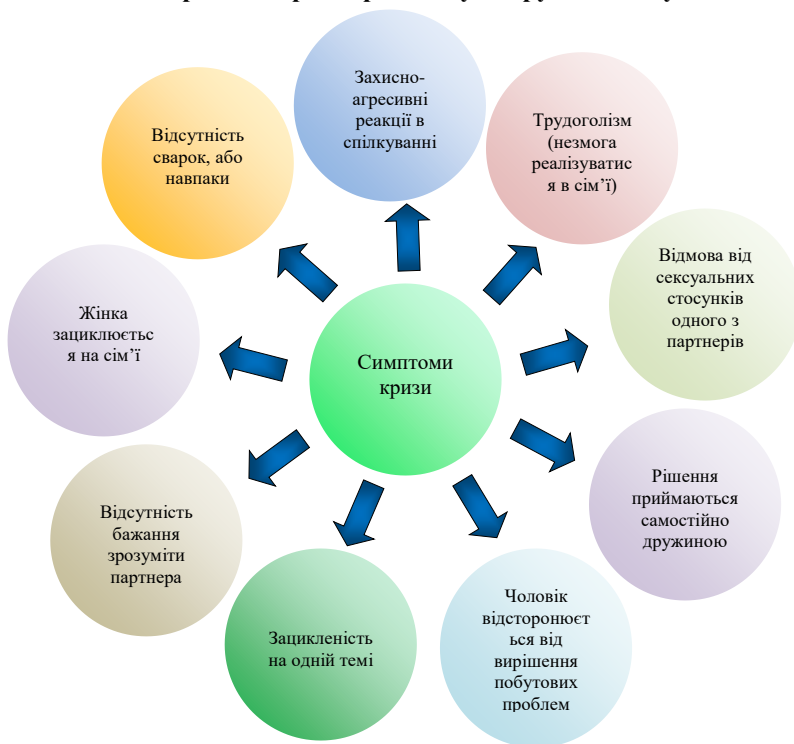 Захисно-
агресивні
реакції в
спілкуванні
Трудоголізм
(незмога
реалізуватис
я в сім’ї)
Відмова від
сексуальних
стосунків
одного з
партнерів
Рішення
приймаються
самостійно
дружиною
Чоловік
відсторонюєт
ься від
вирішення
побутових
проблем
Зацикленість
на одній темі
Відсутність
бажання
зрозуміти
партнера
Жінка
зациклюєтьс
я на сім’ї
Відсутність
сварок, або
навпаки
Симптоми
кризи